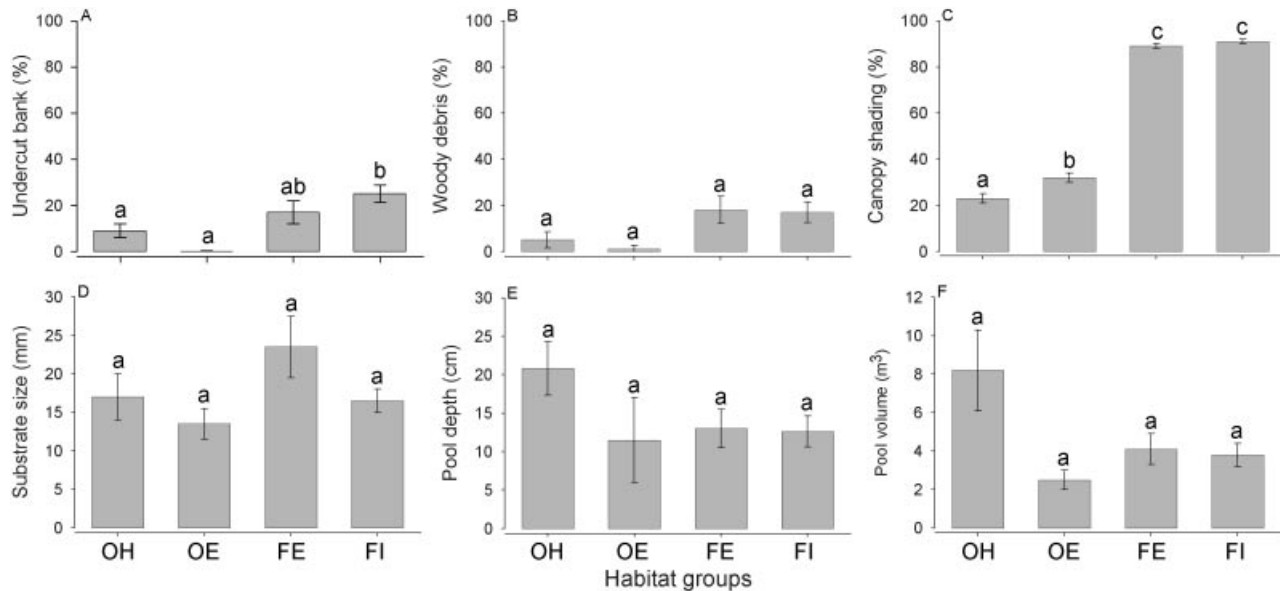 A
Undercut bank (%)
100
80
60
40
20
0
a
a
ab
b
B
Woody debris (%)
100
80
60
40
20
0
a
a
a
a
C
Canopy shading (%)
100
80
60
40
20
0
a
b
c
c
D
Substrate size (mm)
30
25
20
15
10
5
0
a
a
a
a
OH OE FE FI
E
Pool depth (cm)
30
25
20
15
10
5
0
a
a
a
a
OH OE FE FI
F
Pool volume (m³)
12
10
8
6
4
2
0
a
a
a
a
OH OE FE FI
Habitat groups